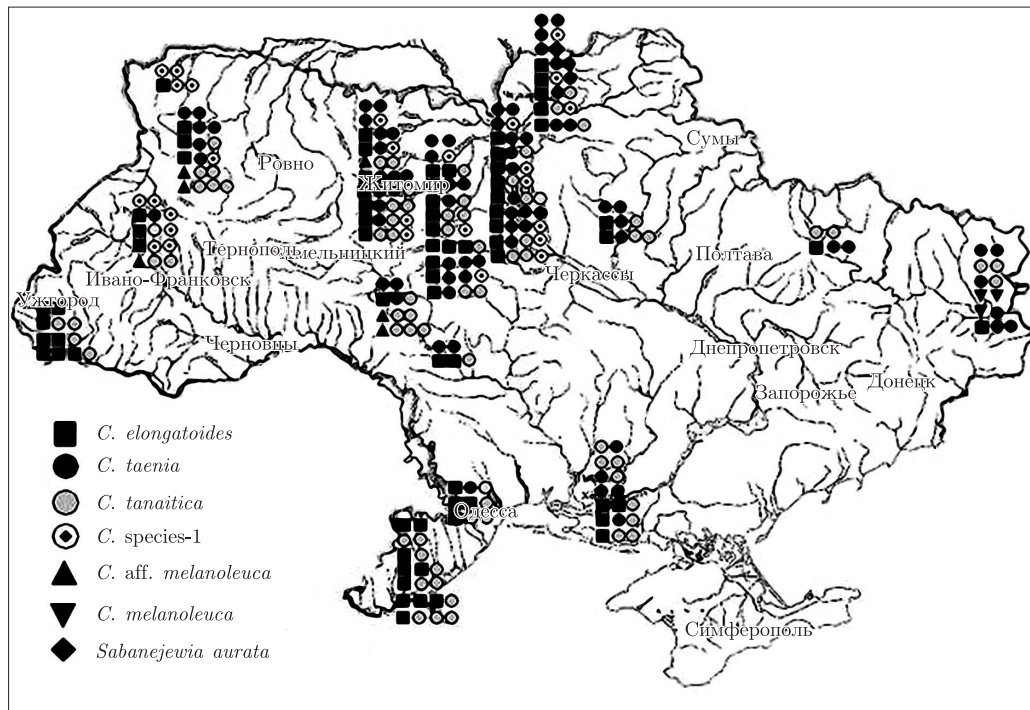 Сумы
Ровно
Житомир
Тернополь
Хмельницкий
Полтава
Черкассы
Ивано-Франковск
Ужгород
Черновцы
Днепропетровск
Донецк
Запорожье
C. elongatoides
C. taenia
C. tanaitica
C. species-1
C. aff. melanoleuca
C. melanoleuca
Sabanejewia aurata
Одесса
Симферополь